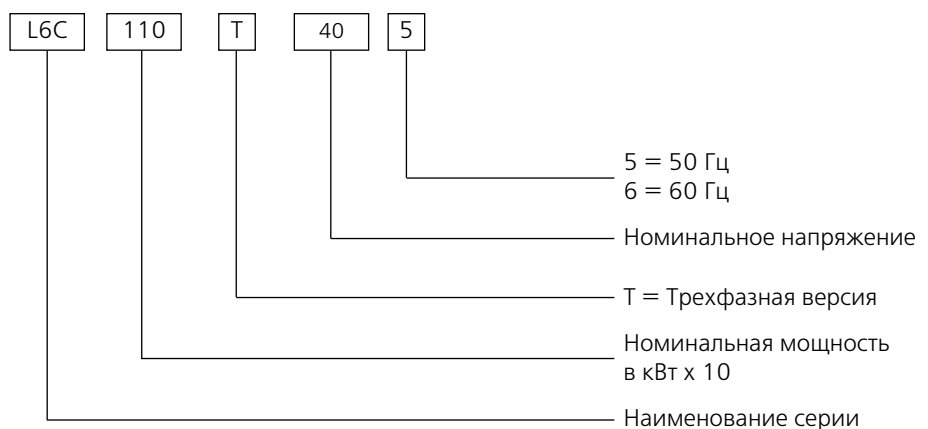 L6C 110 T 40 5
5 = 50 Гц
6 = 60 Гц
Номинальное напряжение
T = Трехфазная версия
Номинальная мощность
в кВт x 10
Наименование серии